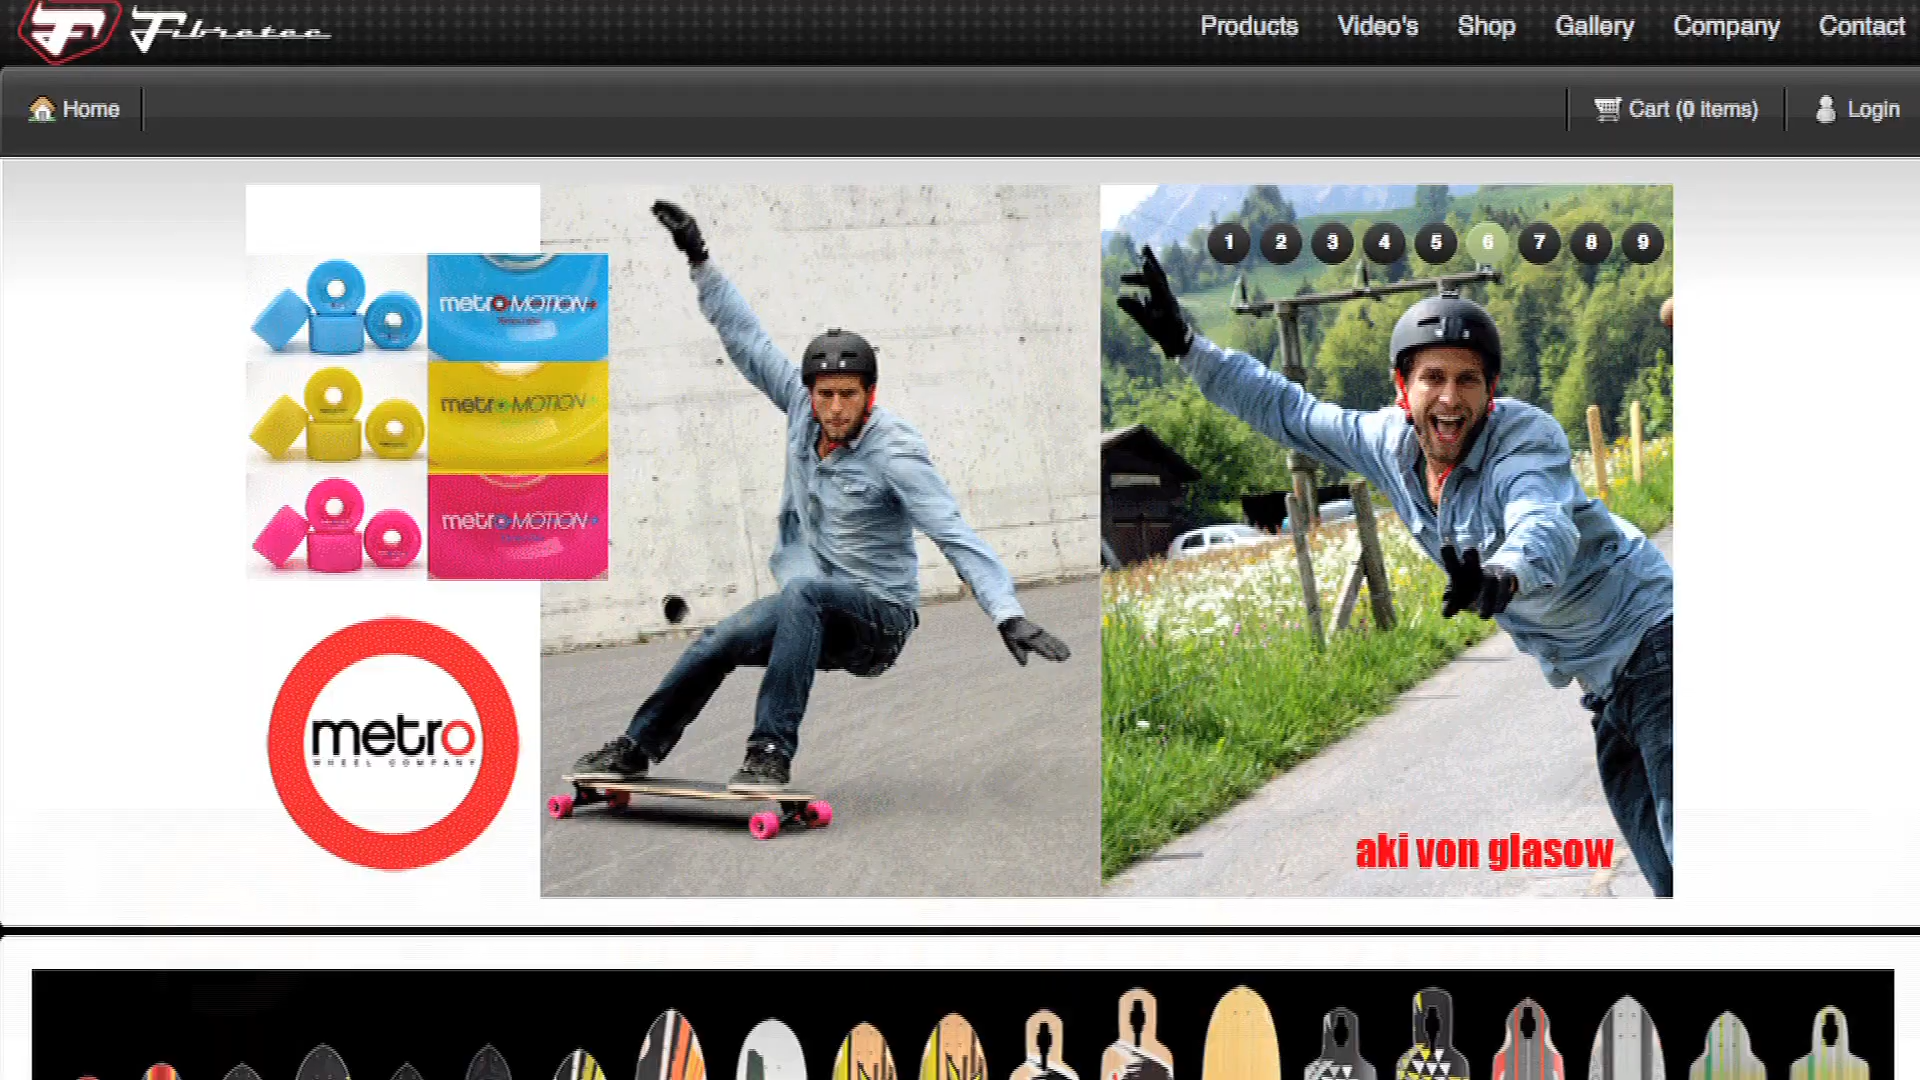 Fibretec
Products Video's Shop Gallery Company Contact
Home
Cart (0 items)
Login
1 2 3 4 5 6 7 8 9
metroMOTION
metroMOTION
metroMOTION
metro
WHEEL COMPANY
aki von glasow